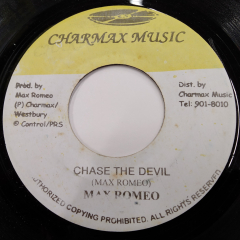 CHARMAX MUSIC
Prod. by
Max Romeo
(P) Charmax/
Westbury
© Control/PRS
Dist. by
Charmax Music
Tel: 901-8010
CHASE THE DEVIL
(MAX ROMEO)
MAX ROMEO
UNAUTHORIZED COPYING PROHIBITED. ALL RIGHTS RESERVED